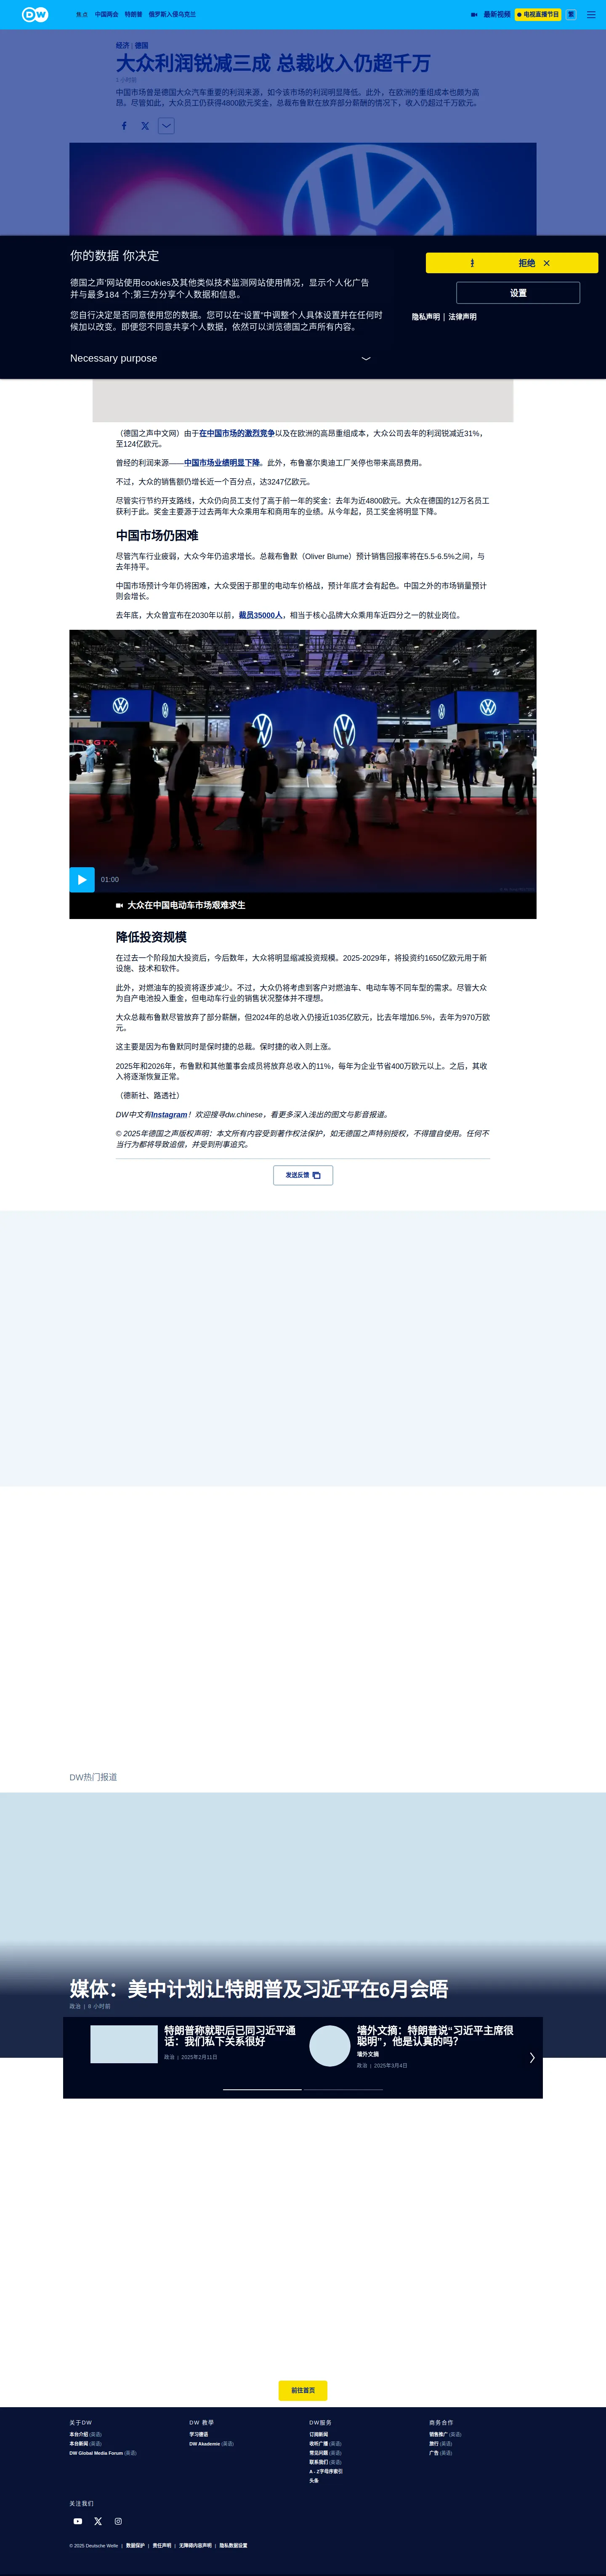 DW
焦点 中国两会 特朗普 俄罗斯入侵乌克兰
最新视频
电视直播节目
繁
经济 | 德国
大众利润锐减三成 总裁收入仍超千万
中国市场曾是德国大众汽车重要的利润来源,如今该市场的利润明显降低。此外,在欧洲的重组成本也颇为高
昂。尽管如此,大众员工仍获得4800欧元奖金,总裁布鲁默在放弃部分薪酬的情况下,收入仍超过千万欧元。
你的数据 你决定
德国之声'网站使用cookies及其他类似技术监测网站使用情况,显示个人化广告
并与最多184 个;第三方分享个人数据和信息。
您自行决定是否同意使用您的数据。您可以在“设置”中调整个人具体设置并在任何时
候加以改变。即便您不同意共享个人数据,依然可以浏览德国之声所有内容。
Necessary purpose
拒绝
设置
隐私声明 | 法律声明
(德国之声中文网)由于在中国市场的激烈竞争以及在欧洲的高昂重组成本,大众公司去年的利润锐减近31%,
至124亿欧元。
曾经的利润来源——中国市场业绩明显下降。此外,布鲁塞尔奥迪工厂关停也带来高昂费用。
不过,大众的销售额仍增长近一个百分点,达3247亿欧元。
尽管实行节约开支路线,大众仍向员工支付了高于前一年的奖金:去年为近4800欧元。大众在德国的12万名员工
获利于此。奖金主要源于过去两年大众乘用车和商用车的业绩。从今年起,员工奖金将明显下降。
中国市场仍困难
尽管汽车行业疲弱,大众今年仍追求增长。总裁布鲁默(Oliver Blume)预计销售回报率将在5.5-6.5%之间,与
去年持平。
中国市场预计今年仍将困难,大众受困于那里的电动车价格战,预计年底才会有起色。中国之外的市场销量预计
则会增长。
去年底,大众曾宣布在2030年以前,裁员35000人,相当于核心品牌大众乘用车近四分之一的就业岗位。
01:00
大众在中国电动车市场艰难求生
降低投资规模
在过去一个阶段加大投资后,今后数年,大众将明显缩减投资规模。2025-2029年,将投资约1650亿欧元用于新
设施、技术和软件。
此外,对燃油车的投资将逐步减少。不过,大众仍将考虑到客户对燃油车、电动车等不同车型的需求。尽管大众
为自产电池投入重金,但电动车行业的销售状况整体并不理想。
大众总裁布鲁默尽管放弃了部分薪酬,但2024年的总收入仍接近1035亿欧元,比去年增加6.5%,去年为970万欧
元。
这主要是因为布鲁默同时是保时捷的总裁。保时捷的收入则上涨。
2025年和2026年,布鲁默和其他董事会成员将放弃总收入的11%,每年为企业节省400万欧元以上。之后,其收
入将逐渐恢复正常。
(德新社、路透社)
DW中文有Instagram!欢迎搜寻dw.chinese,看更多深入浅出的图文与影音报道。
© 2025年德国之声版权声明:本文所有内容受到著作权法保护,如无德国之声特别授权,不得擅自使用。任何不
当行为都将导致追偿,并受到刑事追究。
发送反馈
DW热门报道
媒体:美中计划让特朗普及习近平在6月会晤
政治 | 8 小时前
特朗普称就职后已同习近平通
话:我们私下关系很好
政治 | 2025年2月11日
墙外文摘:特朗普说“习近平主席很
聪明”,他是认真的吗?
墙外文摘
政治 | 2025年3月4日
前往首页
关于DW
本台介绍 (英语)
本台新闻 (英语)
DW Global Media Forum (英语)
DW 教學
学习德语
DW Akademie (英语)
DW服务
订阅新闻
收听广播 (英语)
常见问题 (英语)
联系我们 (英语)
A - Z字母序索引
头条
商务合作
销售推广 (英语)
旅行 (英语)
广告 (英语)
关注我们
© 2025 Deutsche Welle | 数据保护 | 责任声明 | 无障碍内容声明 | 隐私数据设置